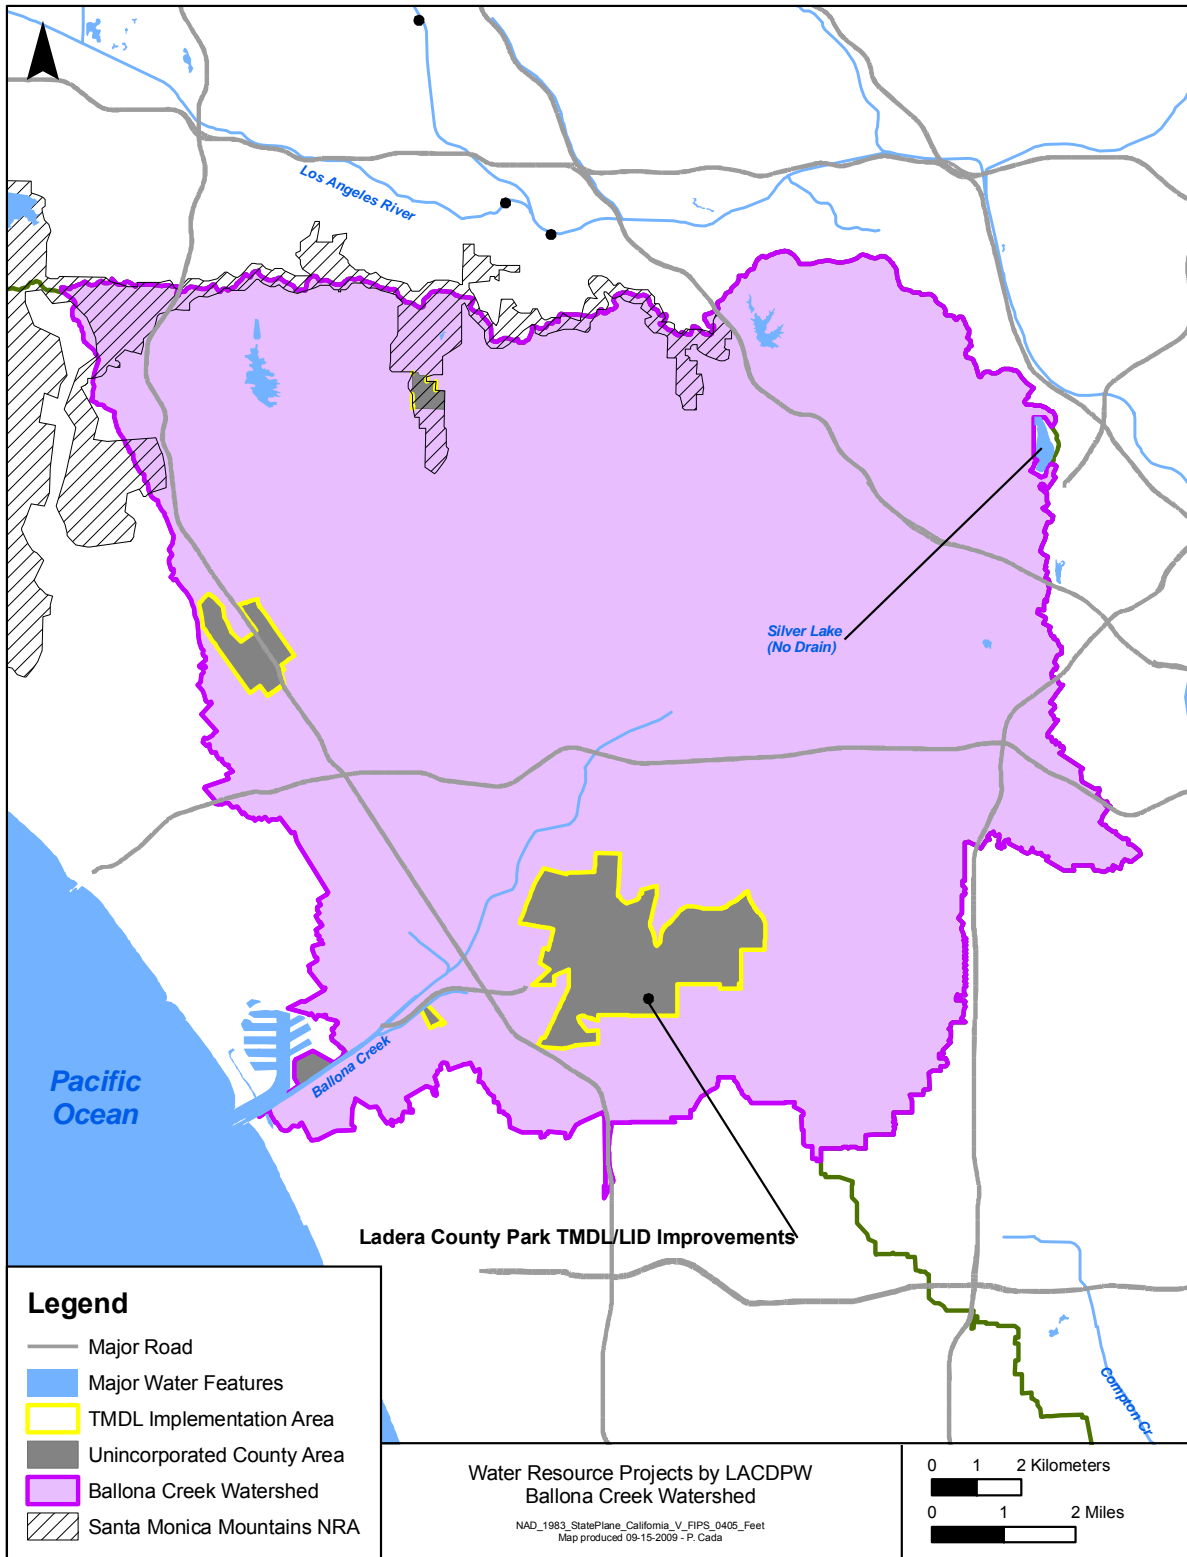 Los Angeles River
Silver Lake
(No Drain)
Pacific
Ocean
Ballona Creek
Ladera County Park TMDL/LID Improvements
Compton Cr
Legend
Major Road
Major Water Features
TMDL Implementation Area
Unincorporated County Area
Ballona Creek Watershed
Santa Monica Mountains NRA
Water Resource Projects by LACDPW
Ballona Creek Watershed
NAD_1983_StatePlane_California_V_FIPS_0405_Feet
Map produced 09-15-2009 - P. Cada
0 1 2 Kilometers
0 1 2 Miles